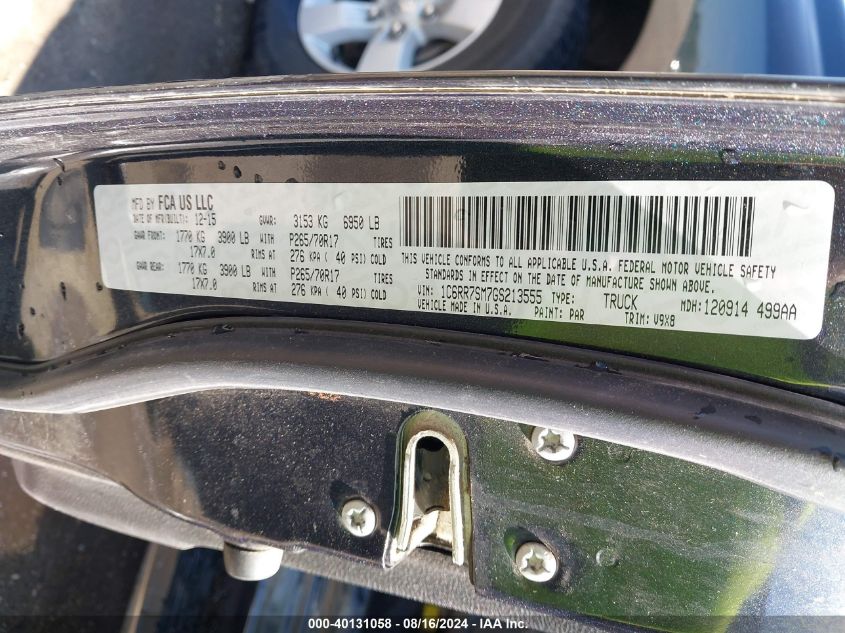 MFD BY FCA US LLC
DATE OF MFR(BUILT): 12-15 GVWR: 3153 KG 6950 LB
GAWR FRONT: 1770 KG 3900 LB WITH P265/70R17 TIRES
17X7.0 RIMS AT 276 KPA ( 40 PSI) COLD
GAWR REAR: 1770 KG 3900 LB WITH P265/70R17 TIRES
17X7.0 RIMS AT 276 KPA ( 40 PSI) COLD
THIS VEHICLE CONFORMS TO ALL APPLICABLE U.S.A. FEDERAL MOTOR VEHICLE SAFETY
STANDARDS IN EFFECT ON THE DATE OF MANUFACTURE SHOWN ABOVE.
VIN: 1C6RR7SM7GS213555 TYPE: TRUCK MDH: 120914 499AA
VEHICLE MADE IN U.S.A. PAINT: PAR TRIM: V9X8
000-40131058 - 08/16/2024 - IAA Inc.